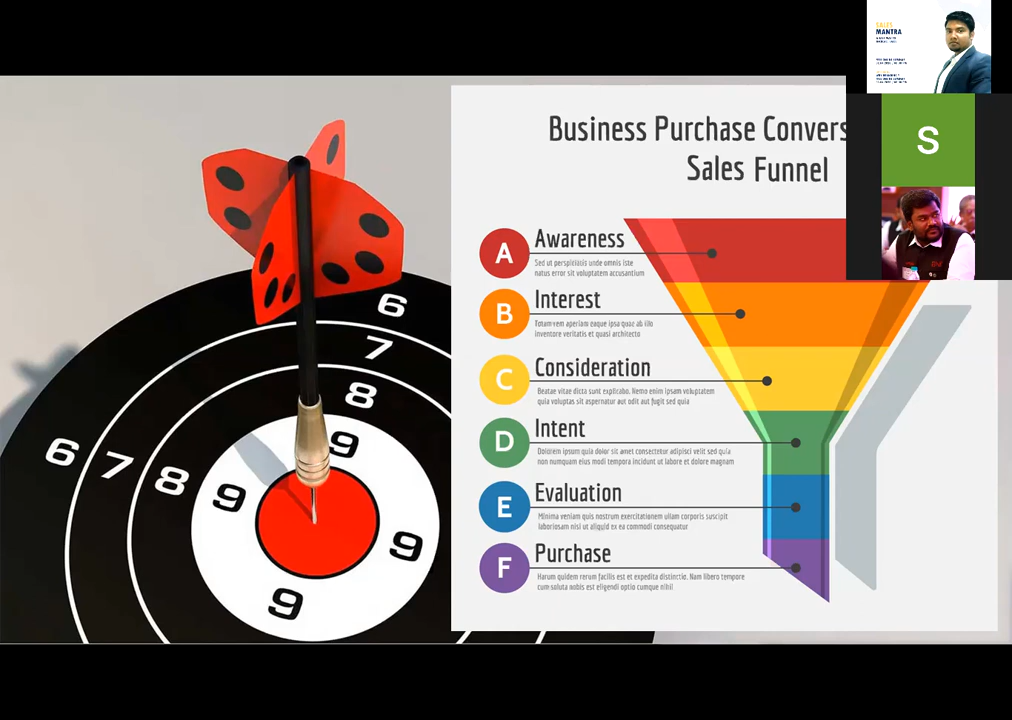 SALES
MANTRA
S
Business Purchase Convers
Sales Funnel
A
Awareness
Sed ut perspiciatis unde omnis iste
natus error sit voluptatem accusantium
B
Interest
Totam rem aperiam eaque ipsa quae ab illo
inventore veritatis et quasi architecto
C
Consideration
Beatae vitae dicta sunt explicabo. Nemo enim ipsam voluptatem
quia voluptas sit aspernatur aut odit aut fugit sed quia
D
Intent
Dolorem ipsum quia dolor sit amet consectetur adipisci velit sed quia
non numquam eius modi tempora incidunt ut labore et dolore magnam
E
Evaluation
Minima veniam quis nostrum exercitationem ullam corporis suscipit
laboriosam nisi ut aliquid ex ea commodi consequatur
F
Purchase
Harum quidem rerum facilis est et expedita distinctio. Nam libero tempore
cum soluta nobis est eligendi optio cumque nihil
6
7
8
9
6 7 8 9
9
9